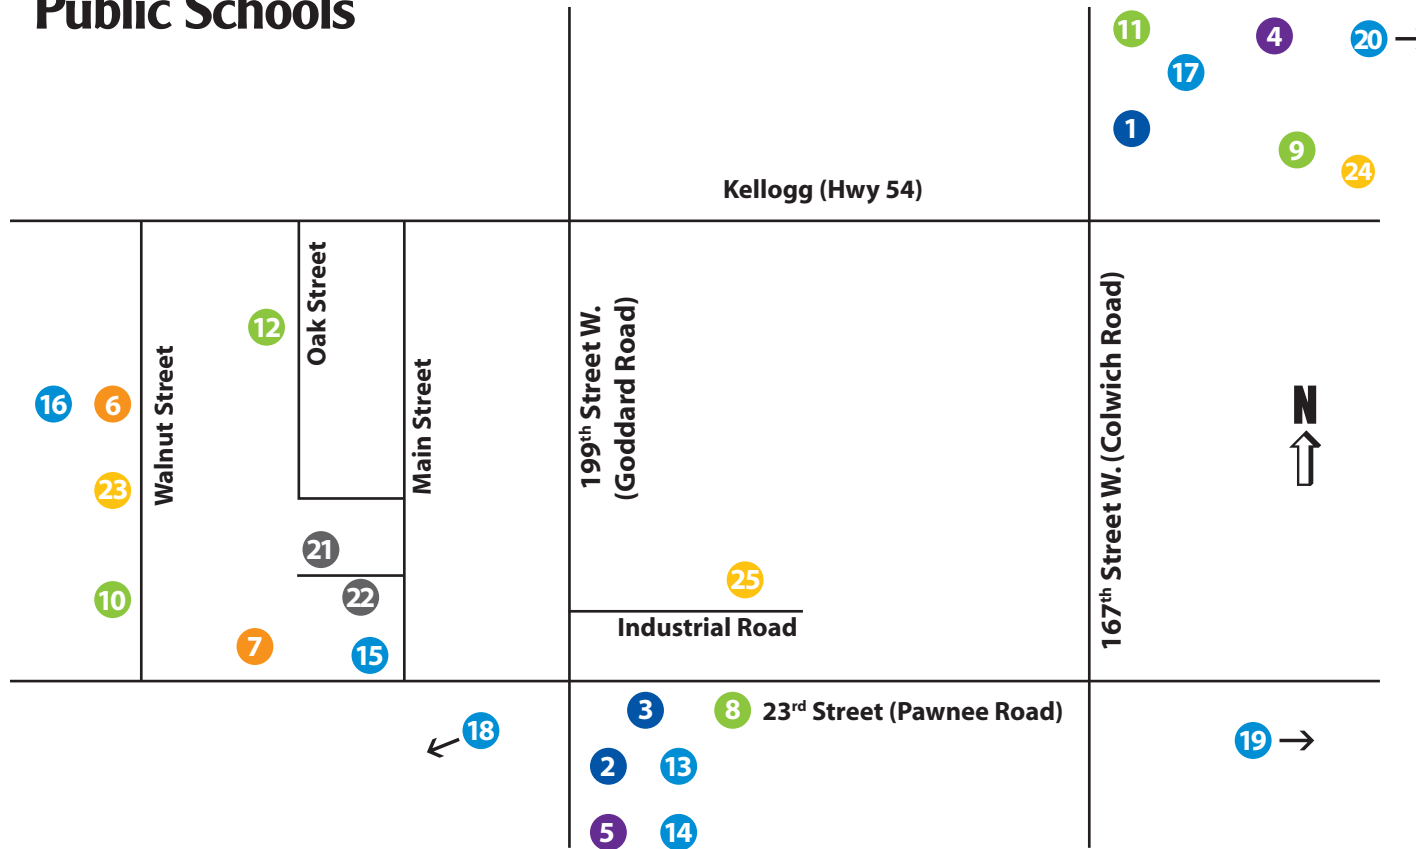 Public Schools
11
4
20
17
1
9
24
Kellogg (Hwy 54)
Oak Street
12
Walnut Street
Main Street
199th Street W.
(Goddard Road)
167th Street W. (Colwich Road)
N
16
6
23
21
25
22
10
Industrial Road
7
15
3
8
23rd Street (Pawnee Road)
18
19
2
13
5
14